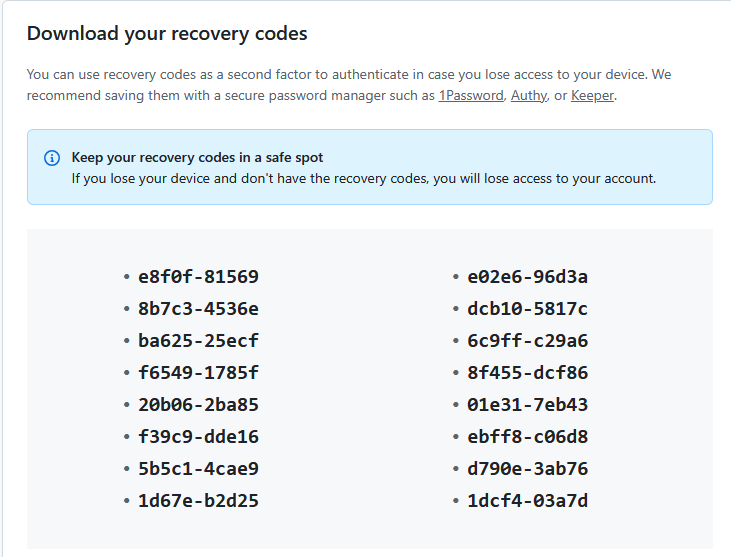 Download your recovery codes
You can use recovery codes as a second factor to authenticate in case you lose access to your device. We
recommend saving them with a secure password manager such as 1Password, Authy, or Keeper.
Keep your recovery codes in a safe spot
If you lose your device and don't have the recovery codes, you will lose access to your account.
• e8f0f-81569 • e02e6-96d3a
• 8b7c3-4536e • dcb10-5817c
• ba625-25ecf • 6c9ff-c29a6
• f6549-1785f • 8f455-dcf86
• 20b06-2ba85 • 01e31-7eb43
• f39c9-dde16 • ebff8-c06d8
• 5b5c1-4cae9 • d790e-3ab76
• 1d67e-b2d25 • 1dcf4-03a7d